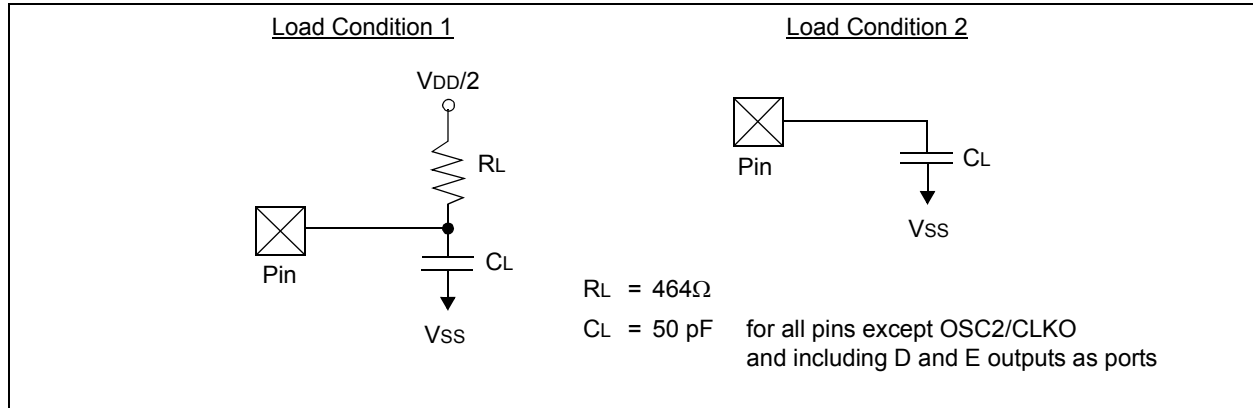 Load Condition 1
VDD/2
RL
Pin
CL
VSS
Load Condition 2
Pin
CL
VSS
RL = 464Ω
CL = 50 pF for all pins except OSC2/CLKO
and including D and E outputs as ports